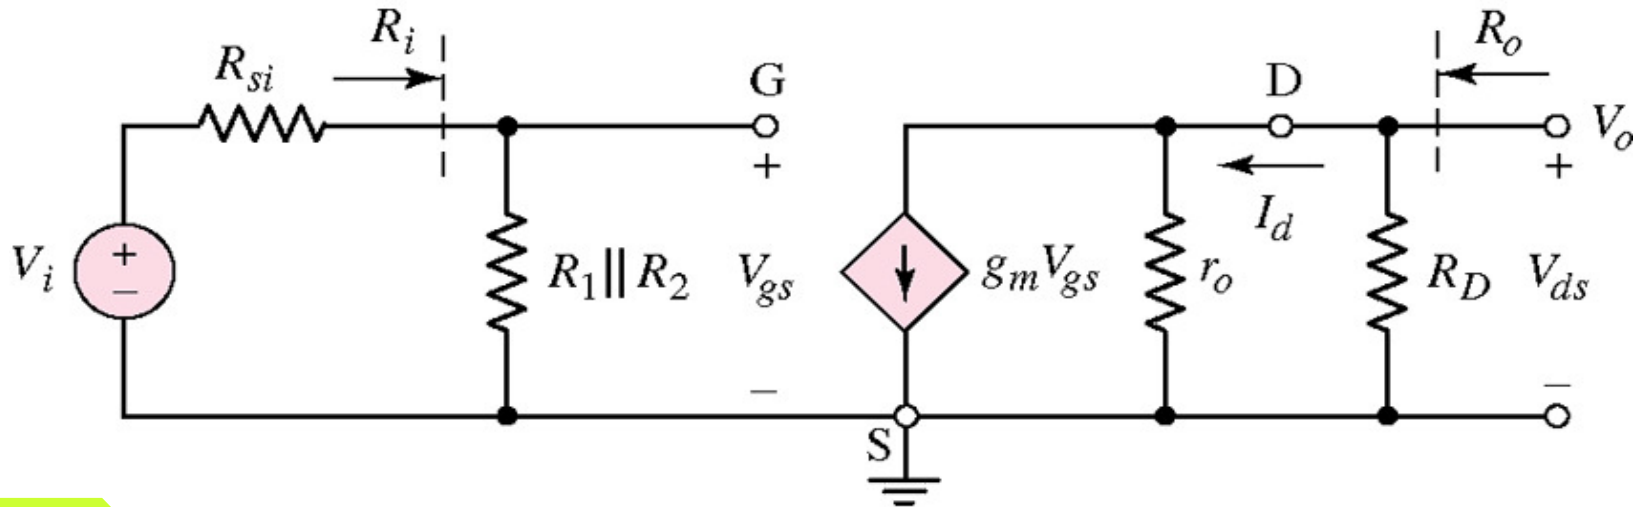 R_i
R_o
R_si
G
D
V_o
+
+
I_d
V_i
+
−
R_1||R_2
V_gs
g_mV_gs
r_o
R_D
V_ds
−
−
S